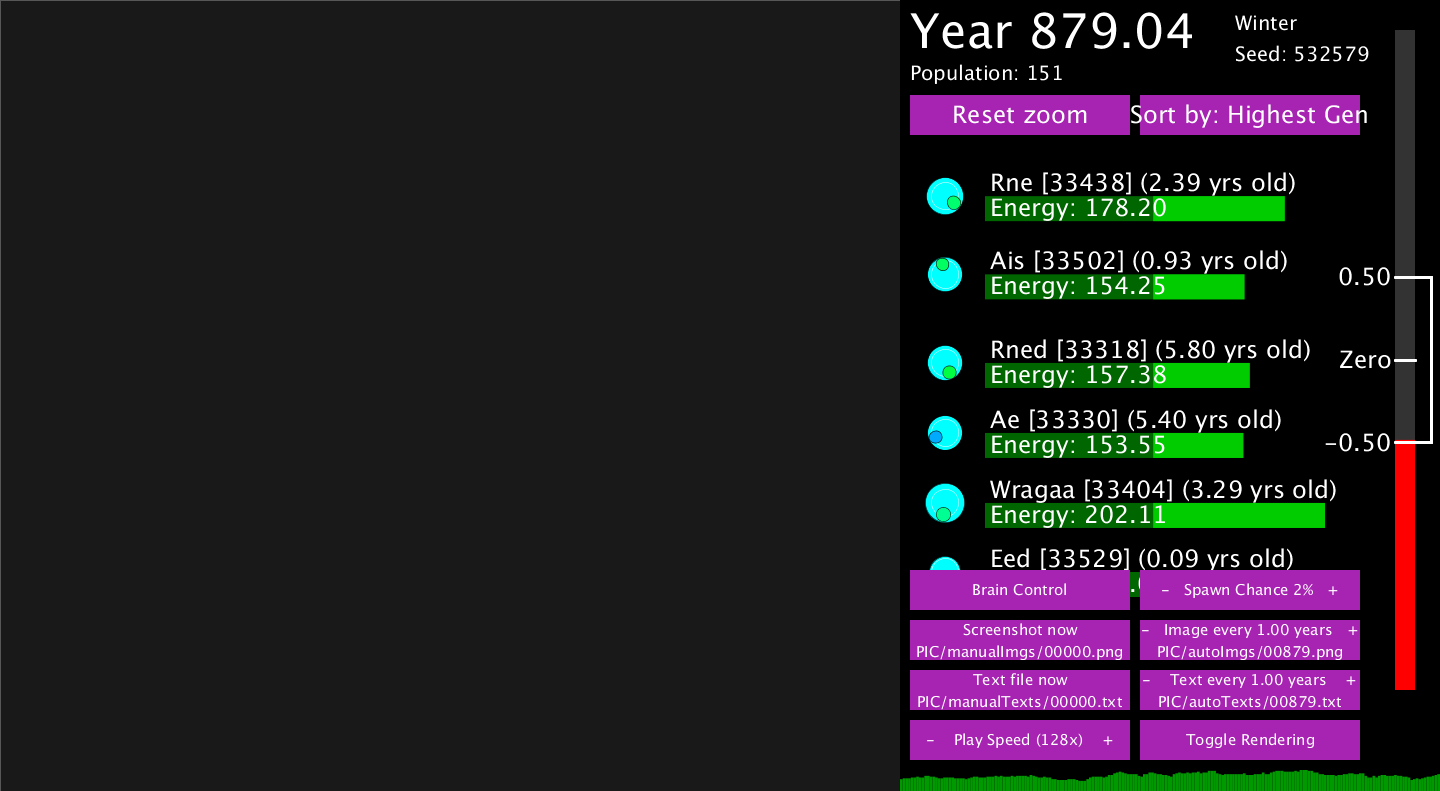 Year 879.04
Winter
Seed: 532579
Population: 151
Reset zoom
Sort by: Highest Gen
Rne [33438] (2.39 yrs old)
Energy: 178.20
Ais [33502] (0.93 yrs old)
Energy: 154.25
0.50
Rned [33318] (5.80 yrs old)
Energy: 157.38
Zero
Ae [33330] (5.40 yrs old)
Energy: 153.55
-0.50
Wragaa [33404] (3.29 yrs old)
Energy: 202.11
Eed [33529] (0.09 yrs old)
Brain Control
- Spawn Chance 2% +
Screenshot now
PIC/manualImgs/00000.png
- Image every 1.00 years +
PIC/autoImgs/00879.png
Text file now
PIC/manualTexts/00000.txt
- Text every 1.00 years +
PIC/autoTexts/00879.txt
- Play Speed (128x) +
Toggle Rendering